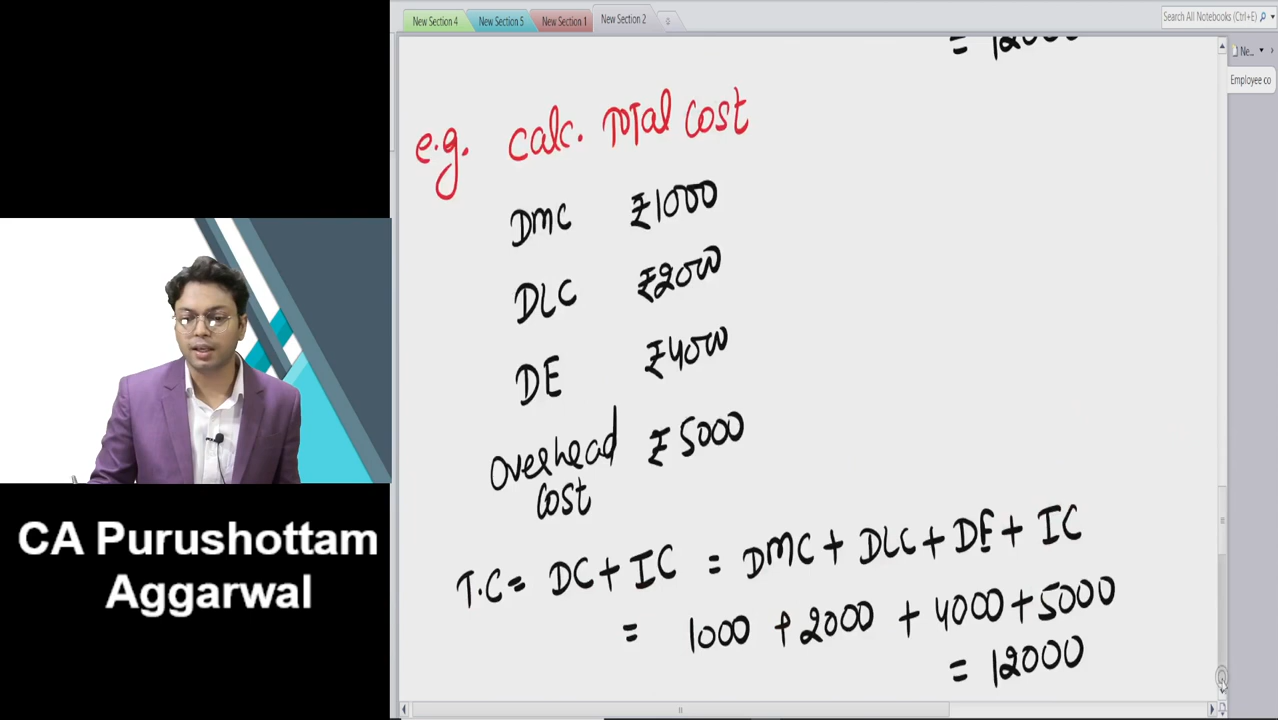 New Section 4
New Section 5
New Section 1
New Section 2
Search All Notebooks (Ctrl+E)
Ne...
Employee co
= 12000
e.g. calc. Total cost
DMC ₹1000
DLC ₹2000
DE ₹4000
Overhead cost ₹5000
T.C = DC + IC = DMC + DLC + DE + IC
= 1000 + 2000 + 4000 + 5000
= 12000
CA Purushottam
Aggarwal